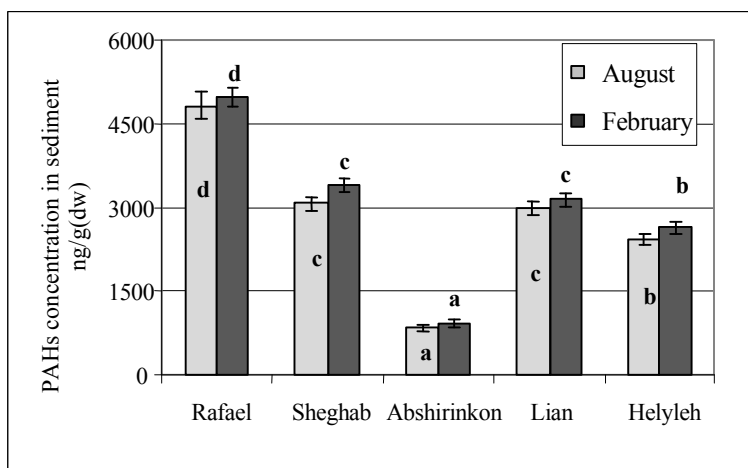 PAHs concentration in sediment
ng/g(dw)
6000
4500
3000
1500
0
August
February
d
d
c
c
a
a
c
c
b
b
Rafael Sheghab Abshirinkon Lian Helyleh